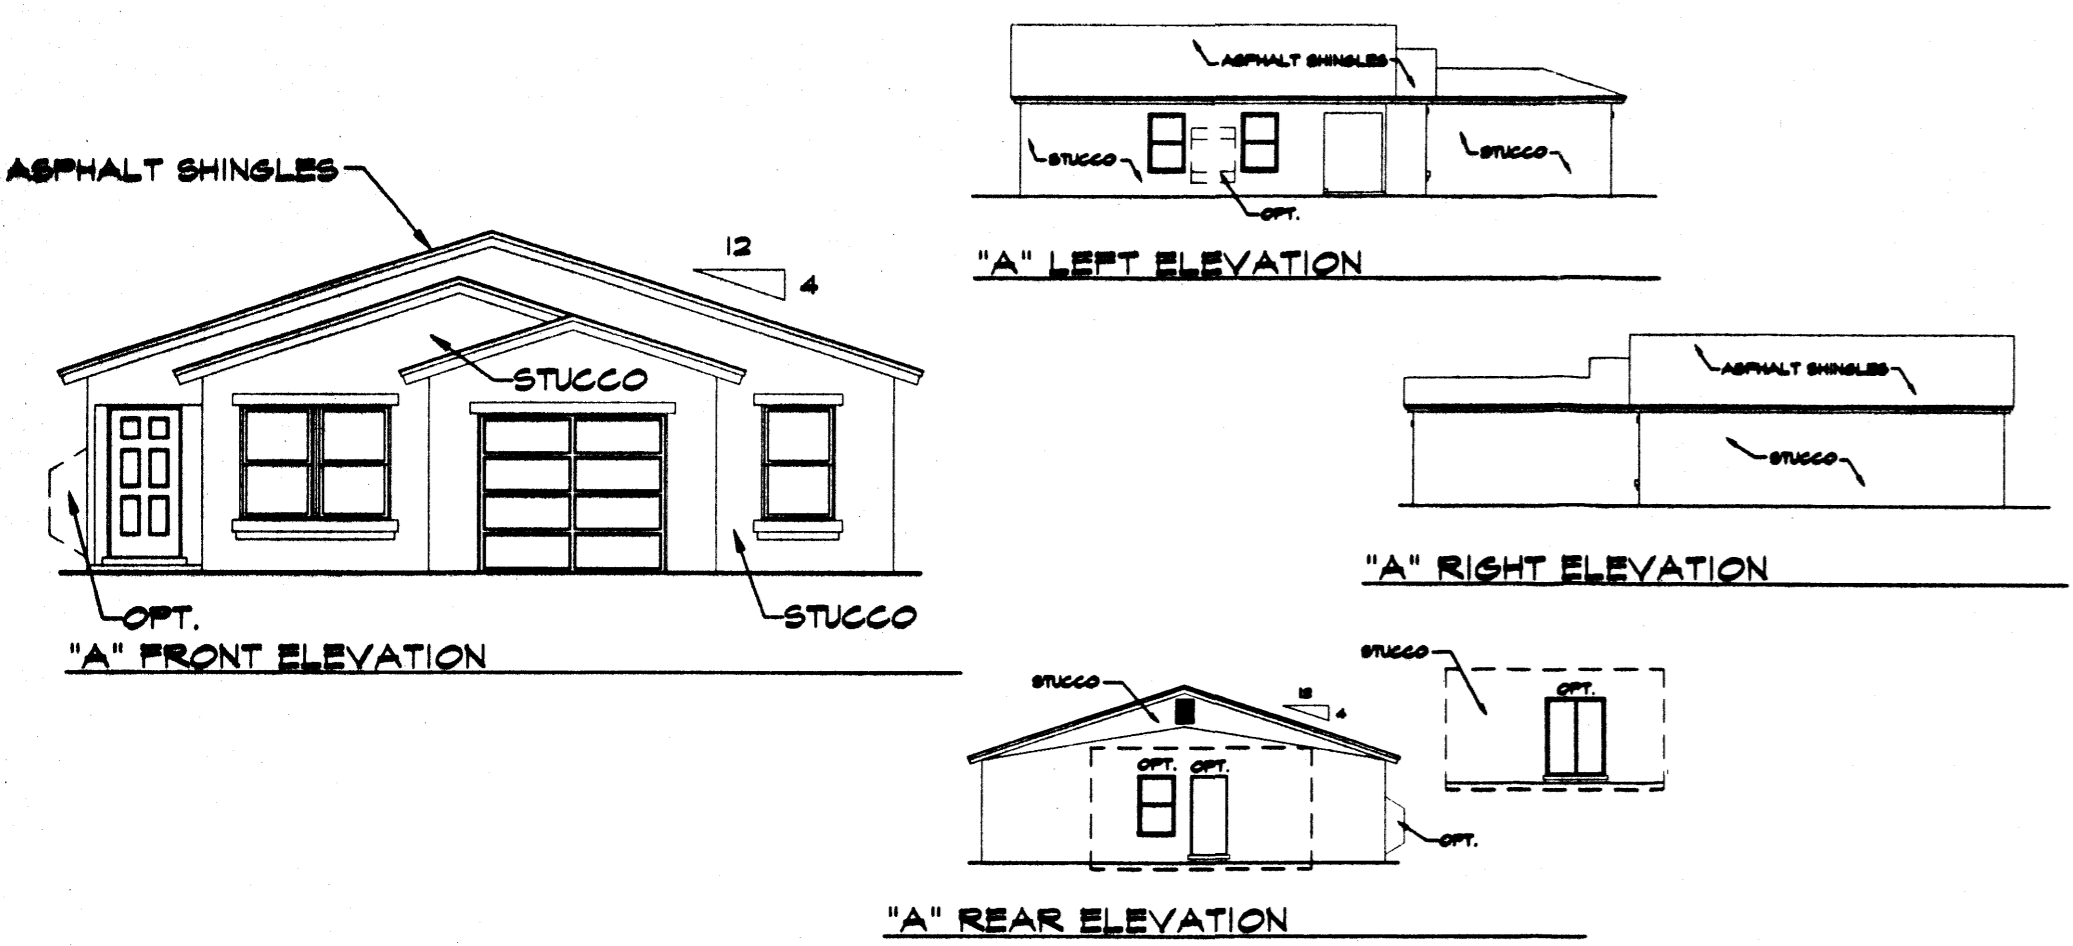 ASPHALT SHINGLES
12
4
STUCCO
STUCCO
OPT.
"A" FRONT ELEVATION
ASPHALT SHINGLES
STUCCO
STUCCO
OPT.
"A" LEFT ELEVATION
ASPHALT SHINGLES
STUCCO
"A" RIGHT ELEVATION
STUCCO
12
4
OPT. OPT.
OPT.
"A" REAR ELEVATION
STUCCO
OPT.